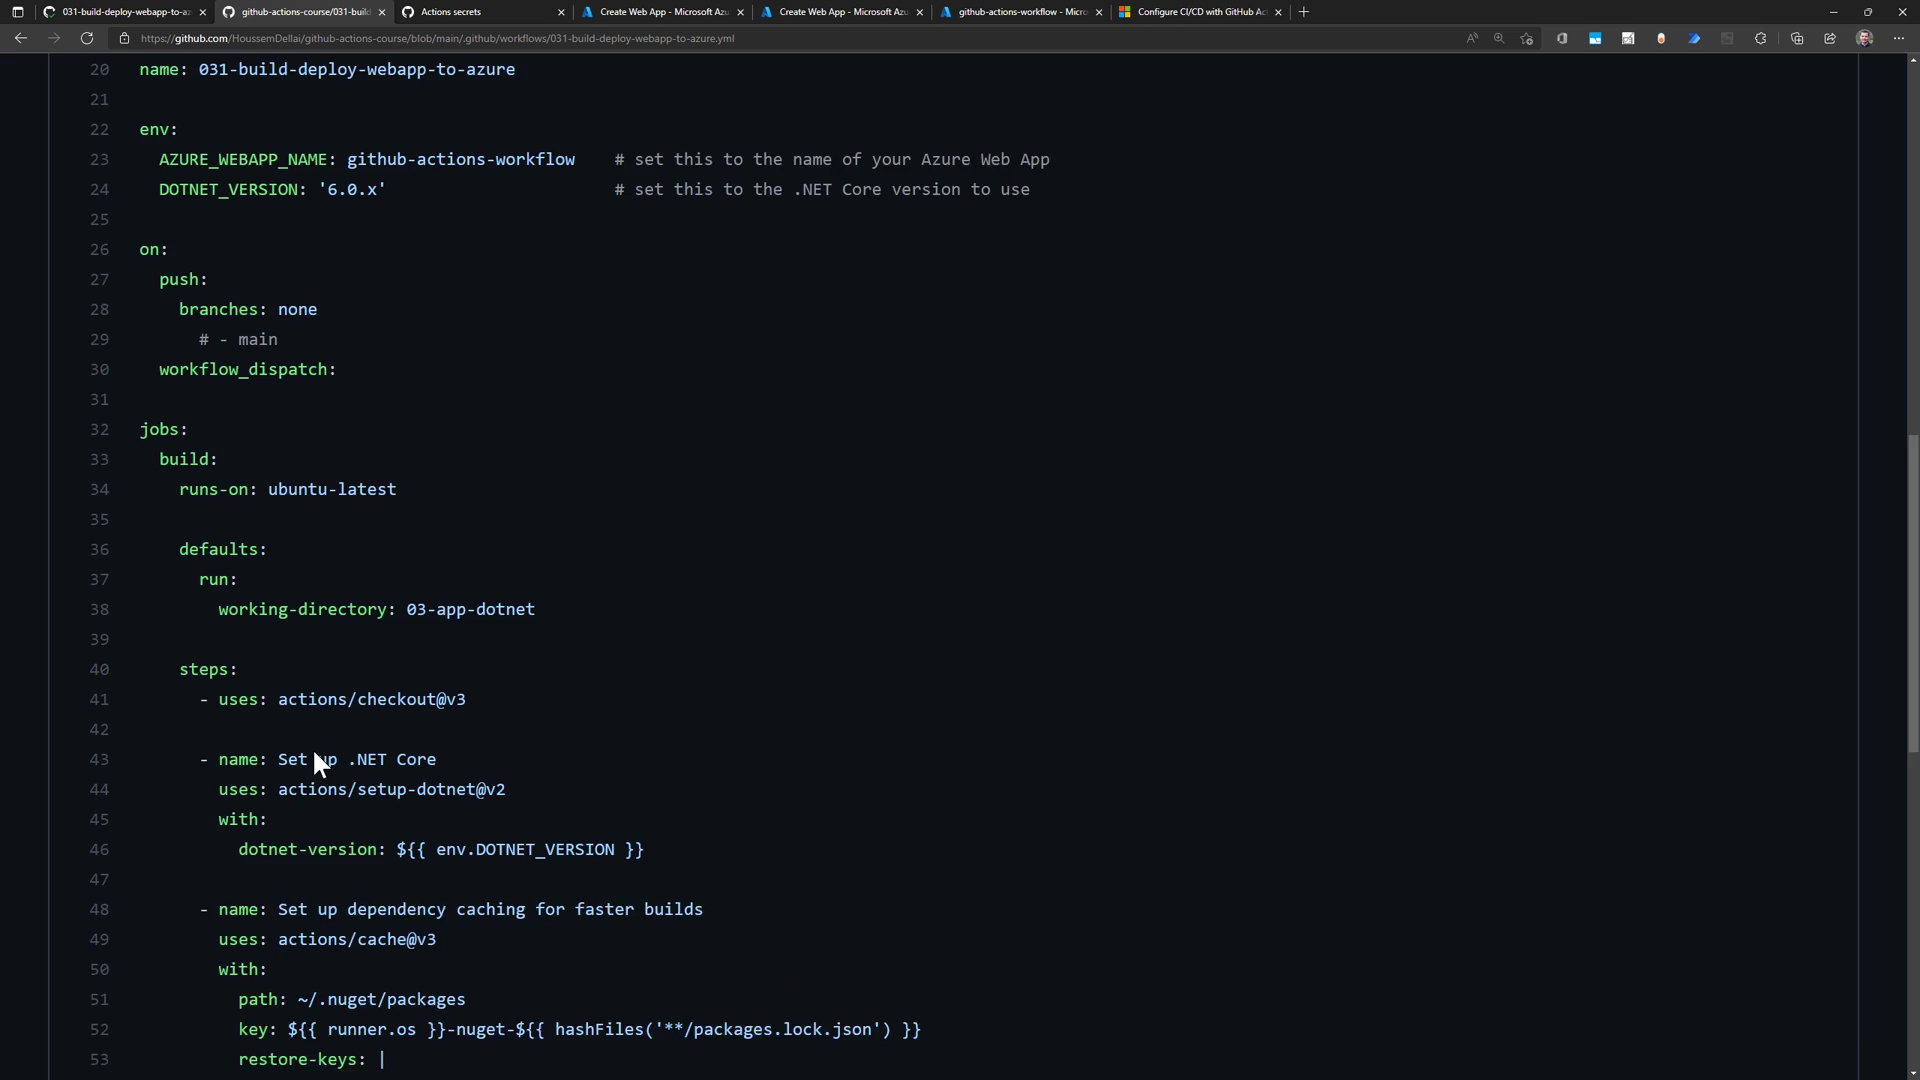 031-build-deploy-webapp-to-az
github-actions-course/031-build
Actions secrets
Create Web App - Microsoft Azu
Create Web App - Microsoft Azu
github-actions-workflow - Micro
Configure CI/CD with GitHub Ac
https://github.com/HoussemDellai/github-actions-course/blob/main/.github/workflows/031-build-deploy-webapp-to-azure.yml
20 name: 031-build-deploy-webapp-to-azure
21
22 env:
23 AZURE_WEBAPP_NAME: github-actions-workflow # set this to the name of your Azure Web App
24 DOTNET_VERSION: '6.0.x' # set this to the .NET Core version to use
25
26 on:
27 push:
28 branches: none
29 # - main
30 workflow_dispatch:
31
32 jobs:
33 build:
34 runs-on: ubuntu-latest
35
36 defaults:
37 run:
38 working-directory: 03-app-dotnet
39
40 steps:
41 - uses: actions/checkout@v3
42
43 - name: Set up .NET Core
44 uses: actions/setup-dotnet@v2
45 with:
46 dotnet-version: ${{ env.DOTNET_VERSION }}
47
48 - name: Set up dependency caching for faster builds
49 uses: actions/cache@v3
50 with:
51 path: ~/.nuget/packages
52 key: ${{ runner.os }}-nuget-${{ hashFiles('**/packages.lock.json') }}
53 restore-keys: |